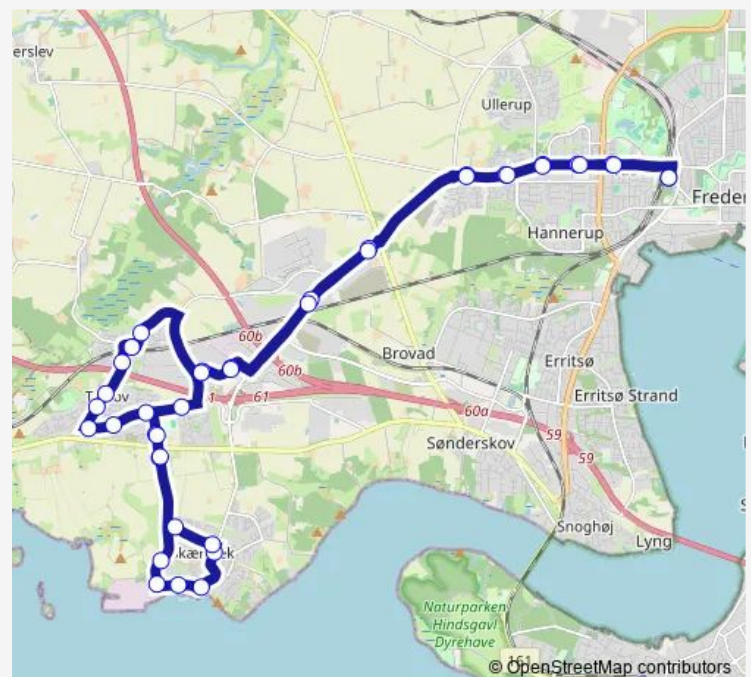 erslev
Ullerup
Freder
Hannerup
60b
Brovad
60b
Erritsø
61
Erritsø Strand
60a
59
Sønderskov
59
Snoghøj
Lyng
Naturparken
Hindsgavl
Dyrehave
161
© OpenStreetMap contributors